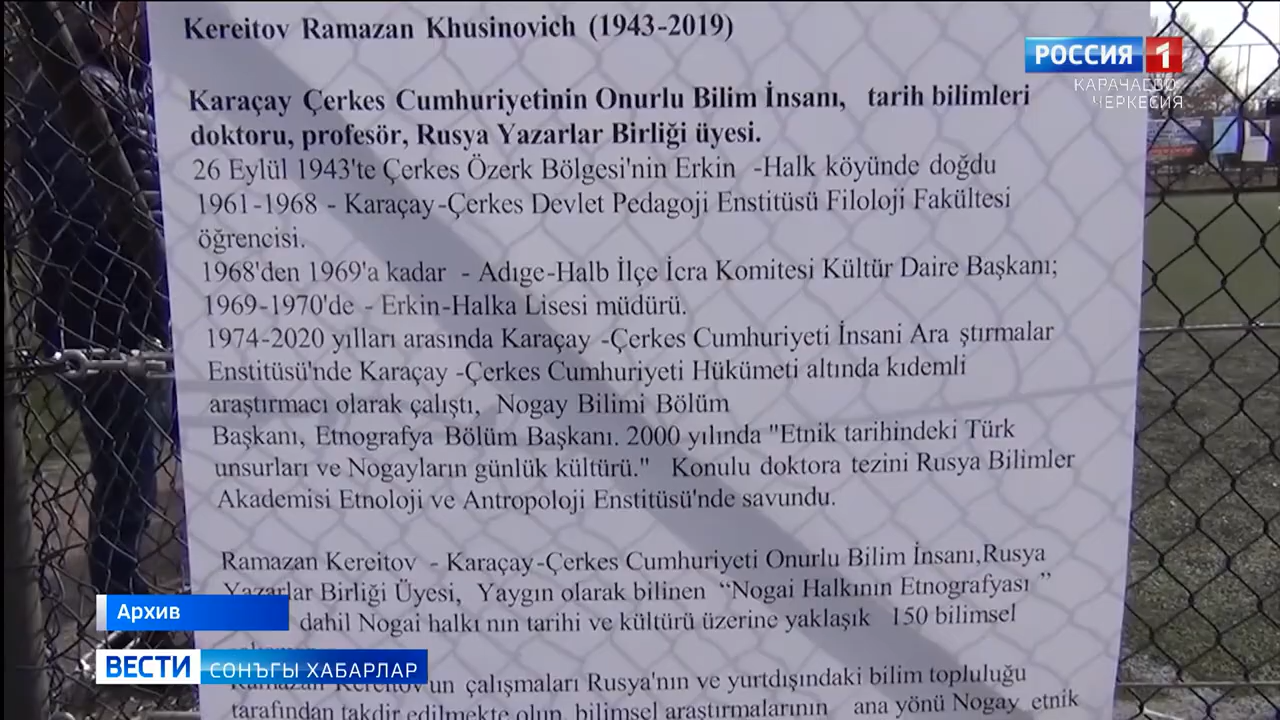 Kereitov Ramazan Khusinovich (1943-2019)
РОССИЯ 1
КАРАЧАЕВО
ЧЕРКЕСИЯ
Karaçay Çerkes Cumhuriyetinin Onurlu Bilim İnsanı, tarih bilimleri
doktoru, profesör, Rusya Yazarlar Birliği üyesi.
26 Eylül 1943'te Çerkes Özerk Bölgesi'nin Erkin -Halk köyünde doğdu
1961-1968 - Karaçay-Çerkes Devlet Pedagoji Enstitüsü Filoloji Fakültesi
öğrencisi.
1968'den 1969'a kadar - Adıge-Halb İlçe İcra Komitesi Kültür Daire Başkanı;
1969-1970'de - Erkin-Halka Lisesi müdürü.
1974-2020 yılları arasında Karaçay -Çerkes Cumhuriyeti İnsani Ara ştırmalar
Enstitüsü'nde Karaçay -Çerkes Cumhuriyeti Hükümeti altında kıdemli
araştırmacı olarak çalıştı, Nogay Bilimi Bölüm
Başkanı, Etnografya Bölüm Başkanı. 2000 yılında "Etnik tarihindeki Türk
unsurları ve Nogayların günlük kültürü." Konulu doktora tezini Rusya Bilimler
Akademisi Etnoloji ve Antropoloji Enstitüsü'nde savundu.
Ramazan Kereitov - Karaçay-Çerkes Cumhuriyeti Onurlu Bilim İnsanı,Rusya
Yazarlar Birliği Üyesi, Yaygın olarak bilinen “Nogai Halkının Etnografyası ”
dahil Nogai halkı nın tarihi ve kültürü üzerine yaklaşık 150 bilimsel
Ramazan Kereitov'un çalışmaları Rusya'nın ve yurtdışındaki bilim topluluğu
tarafından takdir edilmekte olup, bilimsel araştırmalarının ana yönü Nogay etnik
Архив
ВЕСТИ СОНЪГЫ ХАБАРЛАР